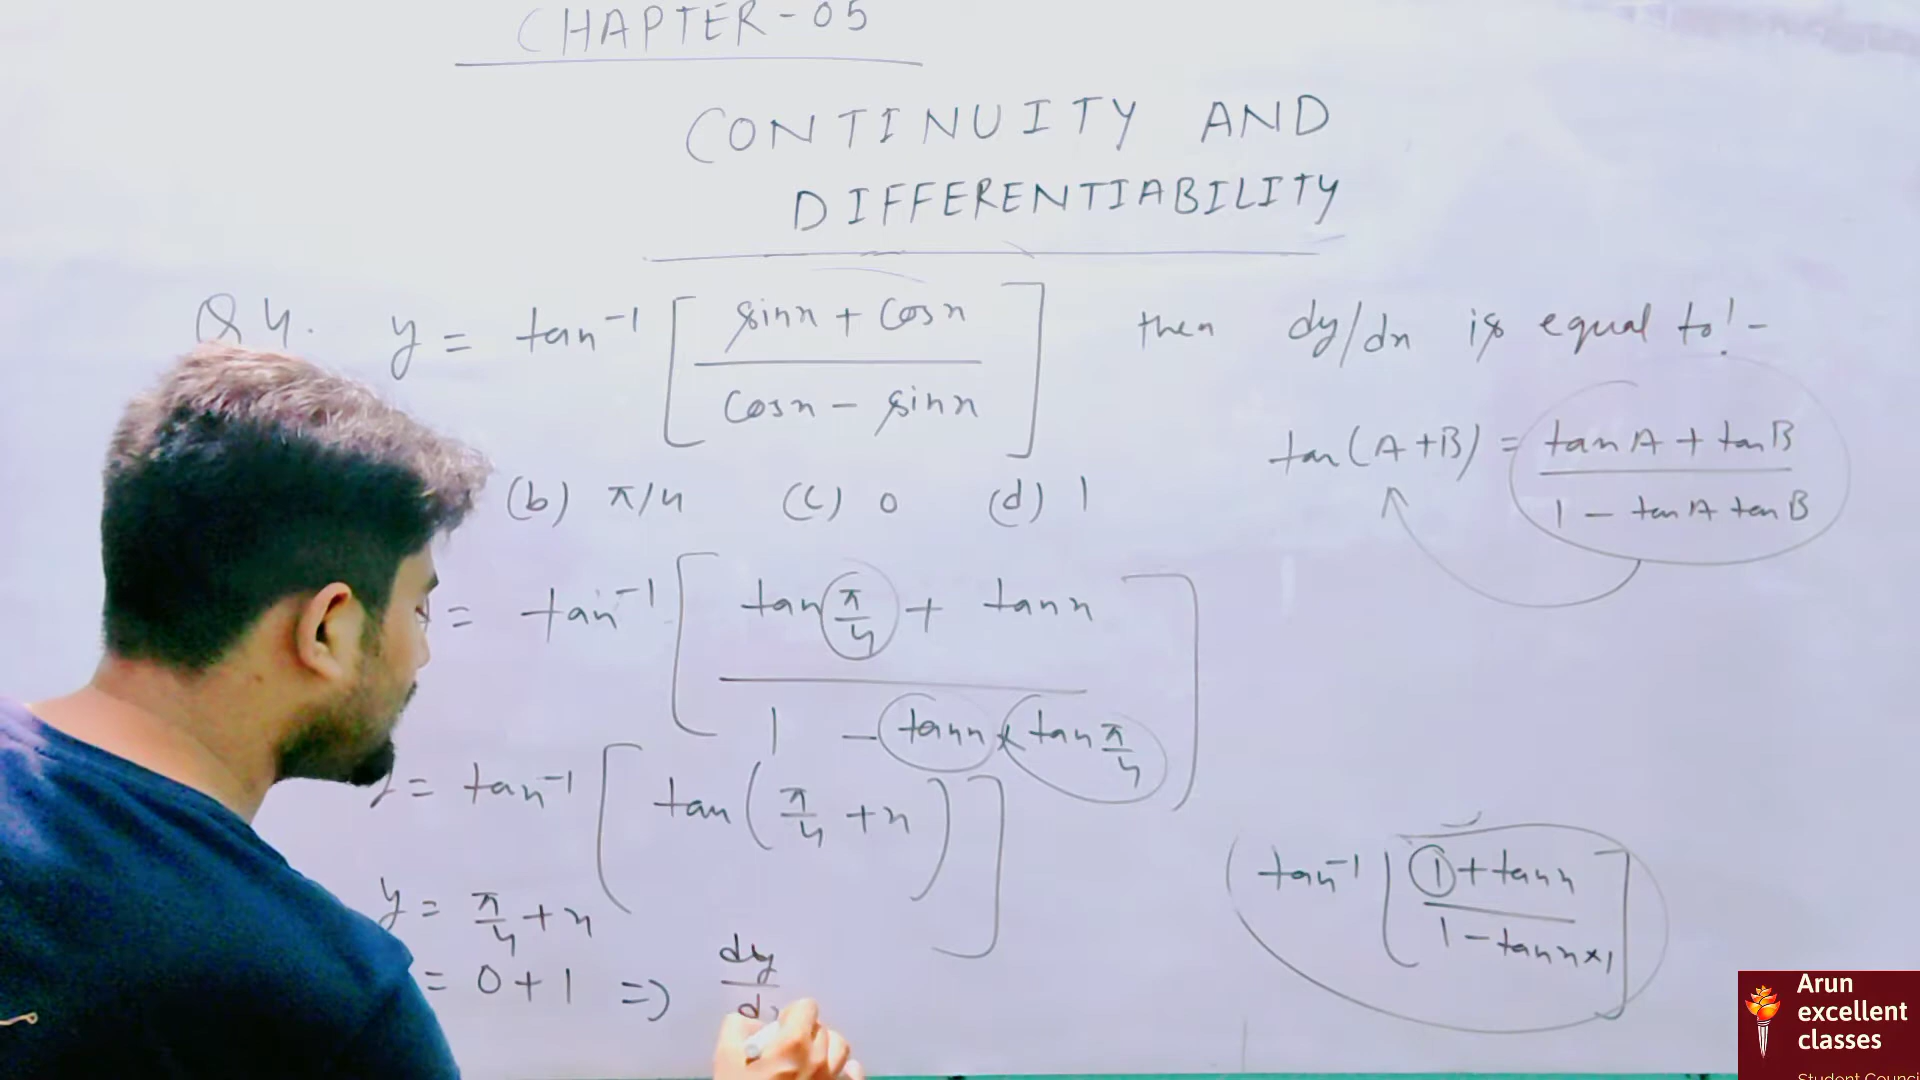 CHAPTER-05
CONTINUITY AND
DIFFERENTIABILITY
Q4. y = tan⁻¹ [ (sinx + cosx) / (cosx - sinx) ] then dy/dx is equal to:-
(b) π/4 (c) 0 (d) 1
tan(A+B) = (tanA + tanB) / (1 - tanA tanB)
= tan⁻¹ [ (tan π/4 + tanx) / (1 - tanx × tan π/4) ]
y = tan⁻¹ [ tan( π/4 + x ) ]
y = π/4 + x
= 0+1 => dy/d
tan⁻¹ [ (1 + tanx) / (1 - tanx×1) ]
Arun
excellent
classes